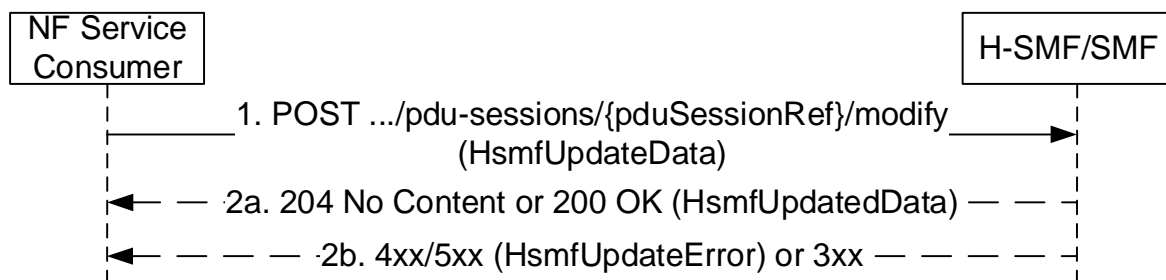 NF Service
Consumer
H-SMF/SMF
1. POST .../pdu-sessions/{pduSessionRef}/modify
(HsmfUpdateData)
2a. 204 No Content or 200 OK (HsmfUpdatedData)
2b. 4xx/5xx (HsmfUpdateError) or 3xx